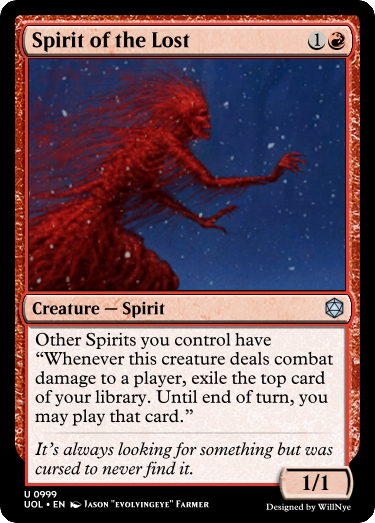 Spirit of the Lost 1
Creature — Spirit
Other Spirits you control have
“Whenever this creature deals combat
damage to a player, exile the top card
of your library. Until end of turn, you
may play that card.”
It’s always looking for something but was
cursed to never find it.
1/1
U 0999
UOL • EN Jason "evolvingeye" Farmer
Designed by WillNye